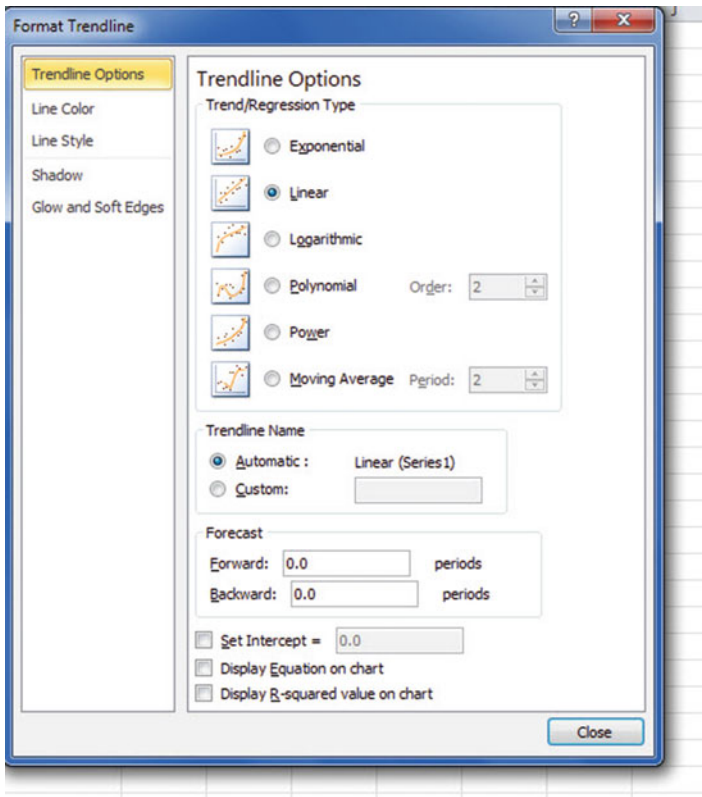 Format Trendline
?
X
J
Trendline Options
Line Color
Line Style
Shadow
Glow and Soft Edges
Trendline Options
Trend/Regression Type
Exponential
Linear
Logarithmic
Polynomial Order: 2
Power
Moving Average Period: 2
Trendline Name
Automatic : Linear (Series1)
Custom:
Forecast
Forward: 0.0 periods
Backward: 0.0 periods
Set Intercept = 0.0
Display Equation on chart
Display R-squared value on chart
Close